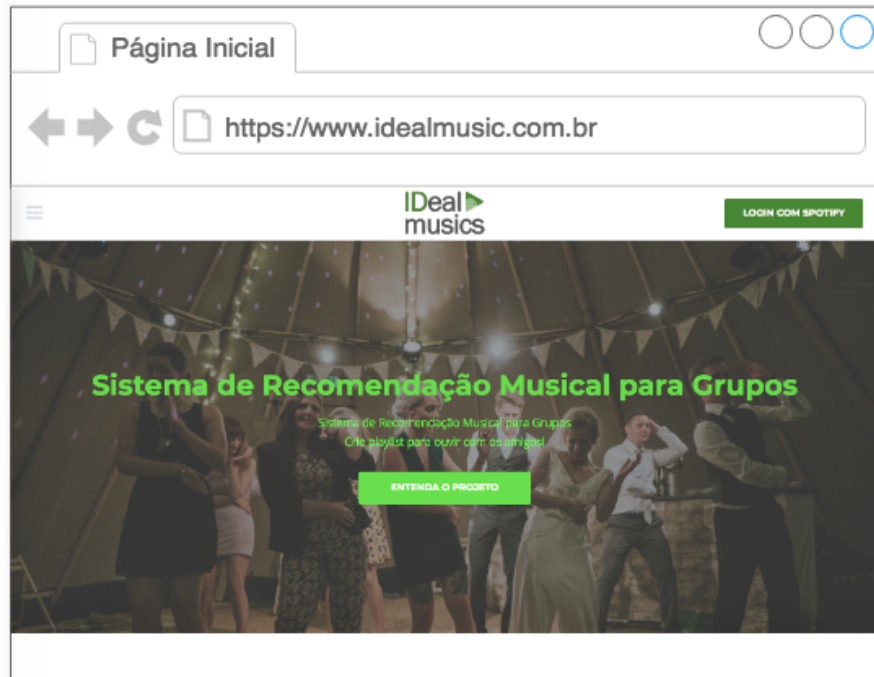 Página Inicial
https://www.idealmusic.com.br
IDeal
musics
LOGIN COM SPOTIFY
Sistema de Recomendação Musical para Grupos
Sistema de Recomendação Musical para Grupos
Crie playlist para ouvir com os amigos!
ENTENDA O PROJETO